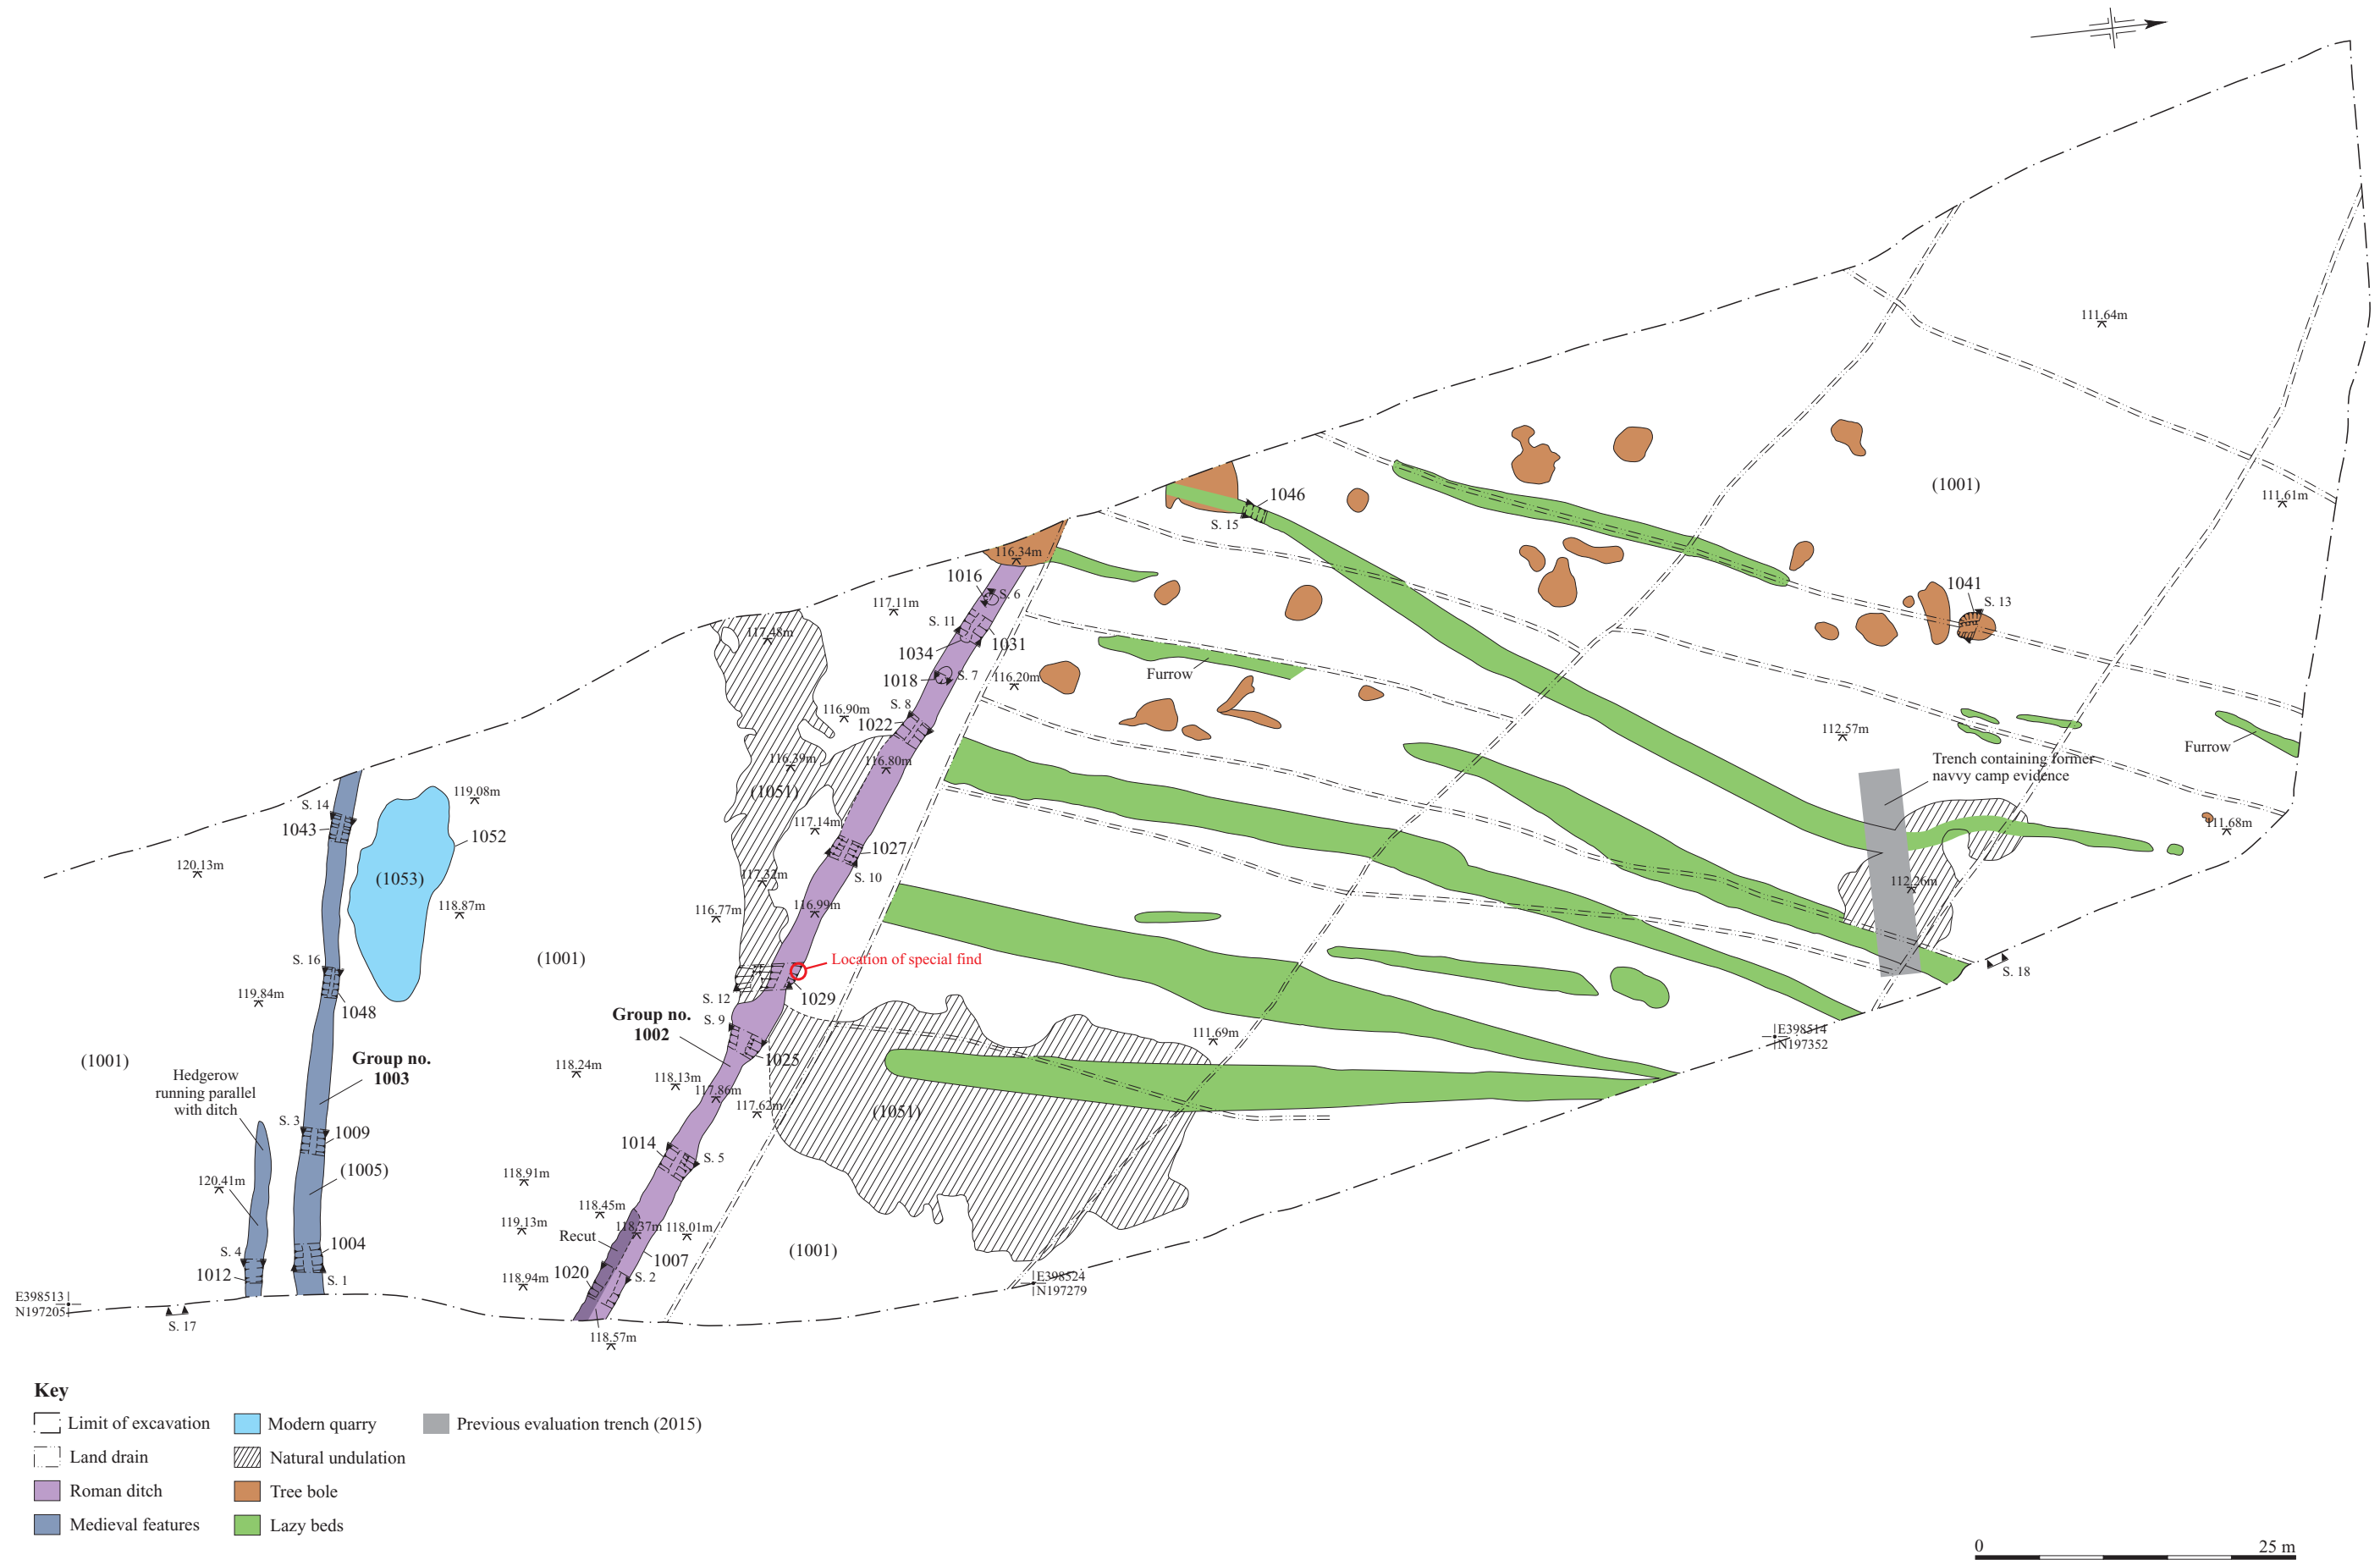 111.64m
(1001)
111.61m
1046
S. 15
116.34m
1016
S. 6
117.11m
S. 11
1031
1034
1018
S. 7
116.20m
Furrow
1041
S. 13
117.48m
116.90m
S. 8
1022
116.39m
116.80m
(1051)
117.14m
1027
S. 10
117.32m
116.77m
116.99m
112.57m
Trench containing former
navvy camp evidence
Furrow
111.68m
112.26m
S. 14
1043
119.08m
1052
(1053)
120.13m
118.87m
S. 16
119.84m
1048
(1001)
Location of special find
S. 12
1029
S. 9
Group no.
1002
1025
S. 18
E398514
N197352
111.69m
(1001)
Group no.
1003
Hedgerow
running parallel
with ditch
118.24m
118.13m
117.86m
117.62m
(1051)
S. 3
1009
(1005)
1014
S. 5
120.41m
118.91m
118.45m
119.13m
118.37m
118.01m
Recut
S. 4
1004
1012
S. 1
1020
1007
S. 2
118.94m
(1001)
E398524
N197279
E398513
N197205
S. 17
118.57m
Key
Limit of excavation
Land drain
Roman ditch
Medieval features
Modern quarry
Natural undulation
Tree bole
Lazy beds
Previous evaluation trench (2015)
0
25 m